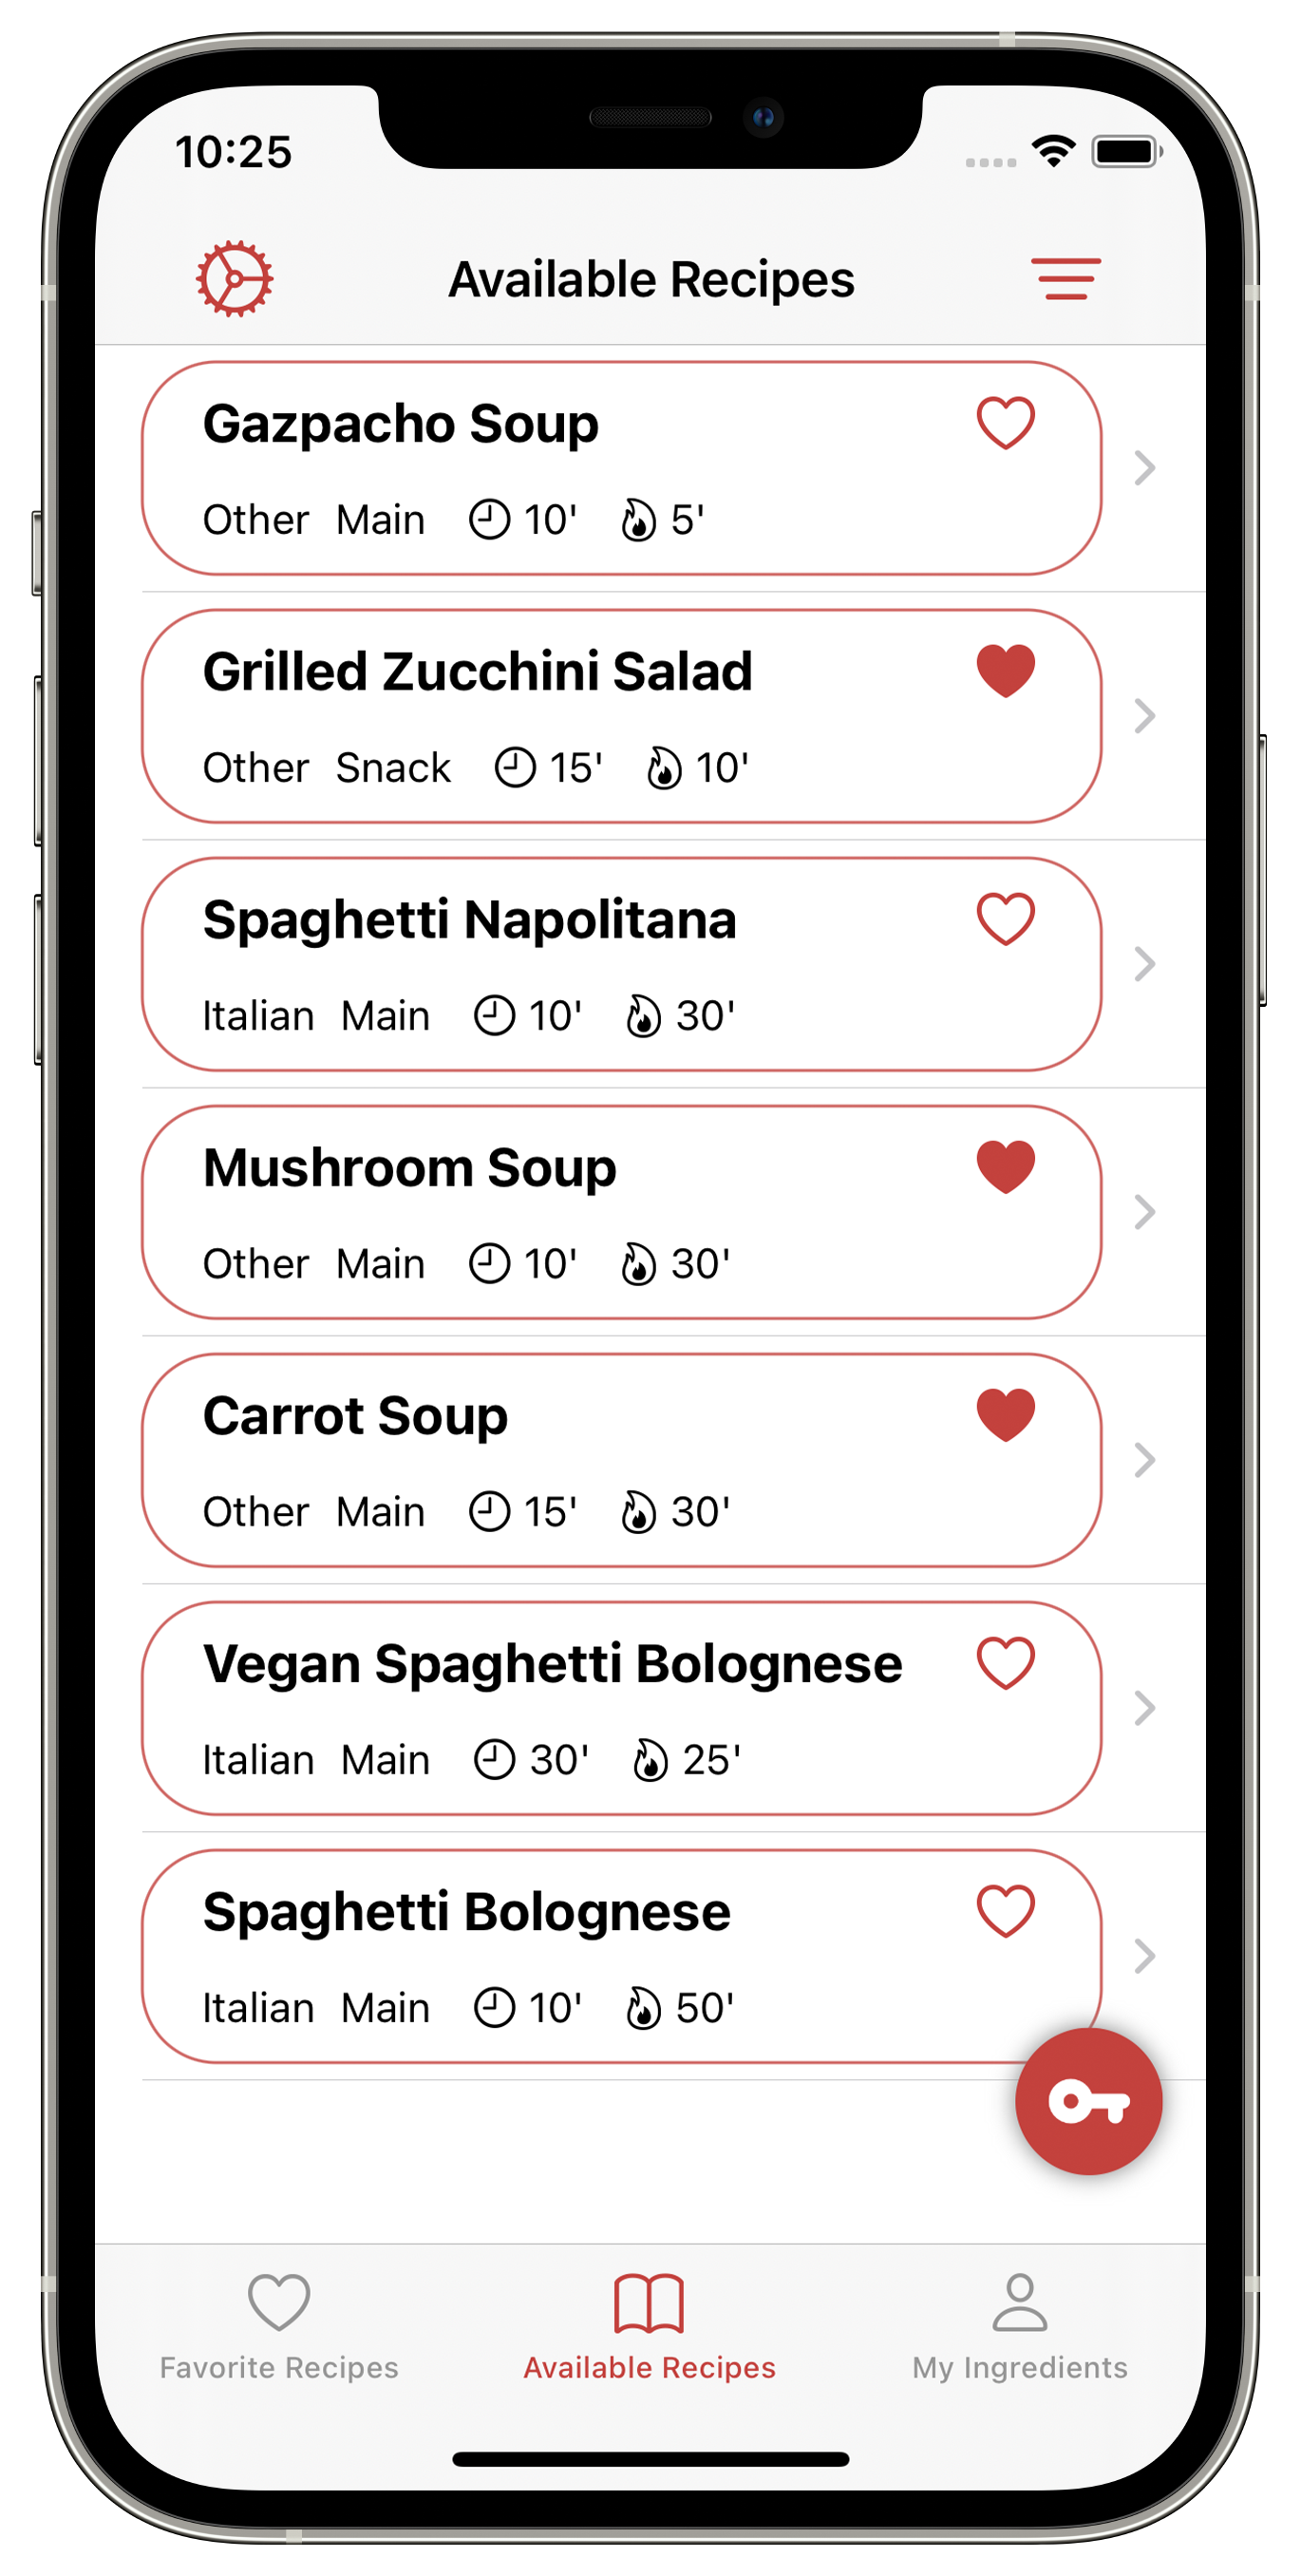 10:25
Available Recipes
Gazpacho Soup
Other Main 10' 5'
Grilled Zucchini Salad
Other Snack 15' 10'
Spaghetti Napolitana
Italian Main 10' 30'
Mushroom Soup
Other Main 10' 30'
Carrot Soup
Other Main 15' 30'
Vegan Spaghetti Bolognese
Italian Main 30' 25'
Spaghetti Bolognese
Italian Main 10' 50'
Favorite Recipes Available Recipes My Ingredients